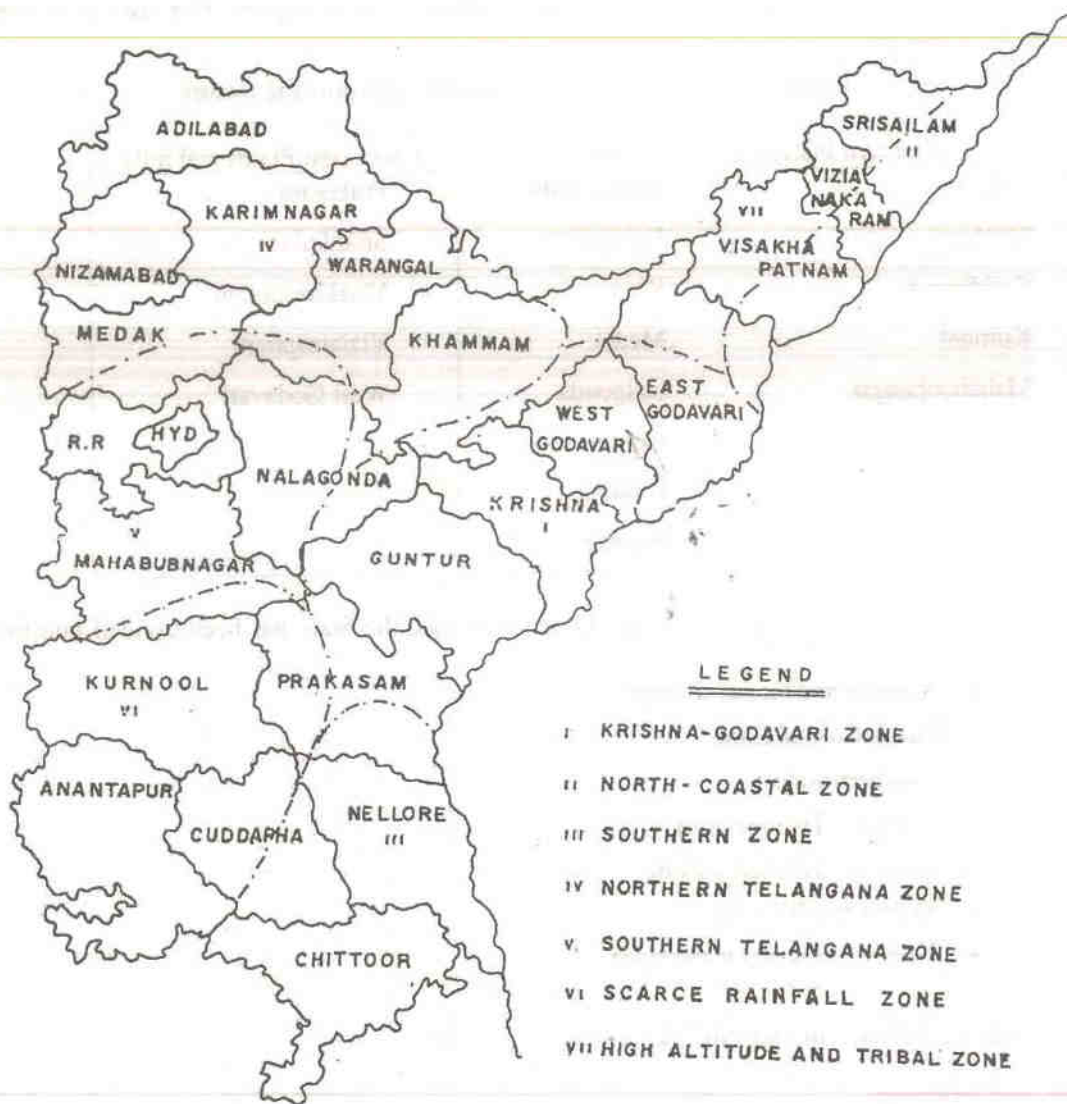 ADILABAD
SRISAILAM
II
VIZIA
NAKA
RAM
KARIMNAGAR
IV
VII
WARANGAL
VISAKHA
PATNAM
NIZAMABAD
MEDAK
KHAMMAM
EAST
GODAVARI
WEST
GODAVARI
R.R
HYD
NALAGONDA
KRISHNA
I
V
MAHABUBNAGAR
GUNTUR
KURNOOL
VI
PRAKASAM
ANANTAPUR
CUDDAPHA
NELLORE
III
CHITTOOR
LEGEND
I KRISHNA-GODAVARI ZONE
II NORTH-COASTAL ZONE
III SOUTHERN ZONE
IV NORTHERN TELANGANA ZONE
V. SOUTHERN TELANGANA ZONE
VI SCARCE RAINFALL ZONE
VII HIGH ALTITUDE AND TRIBAL ZONE